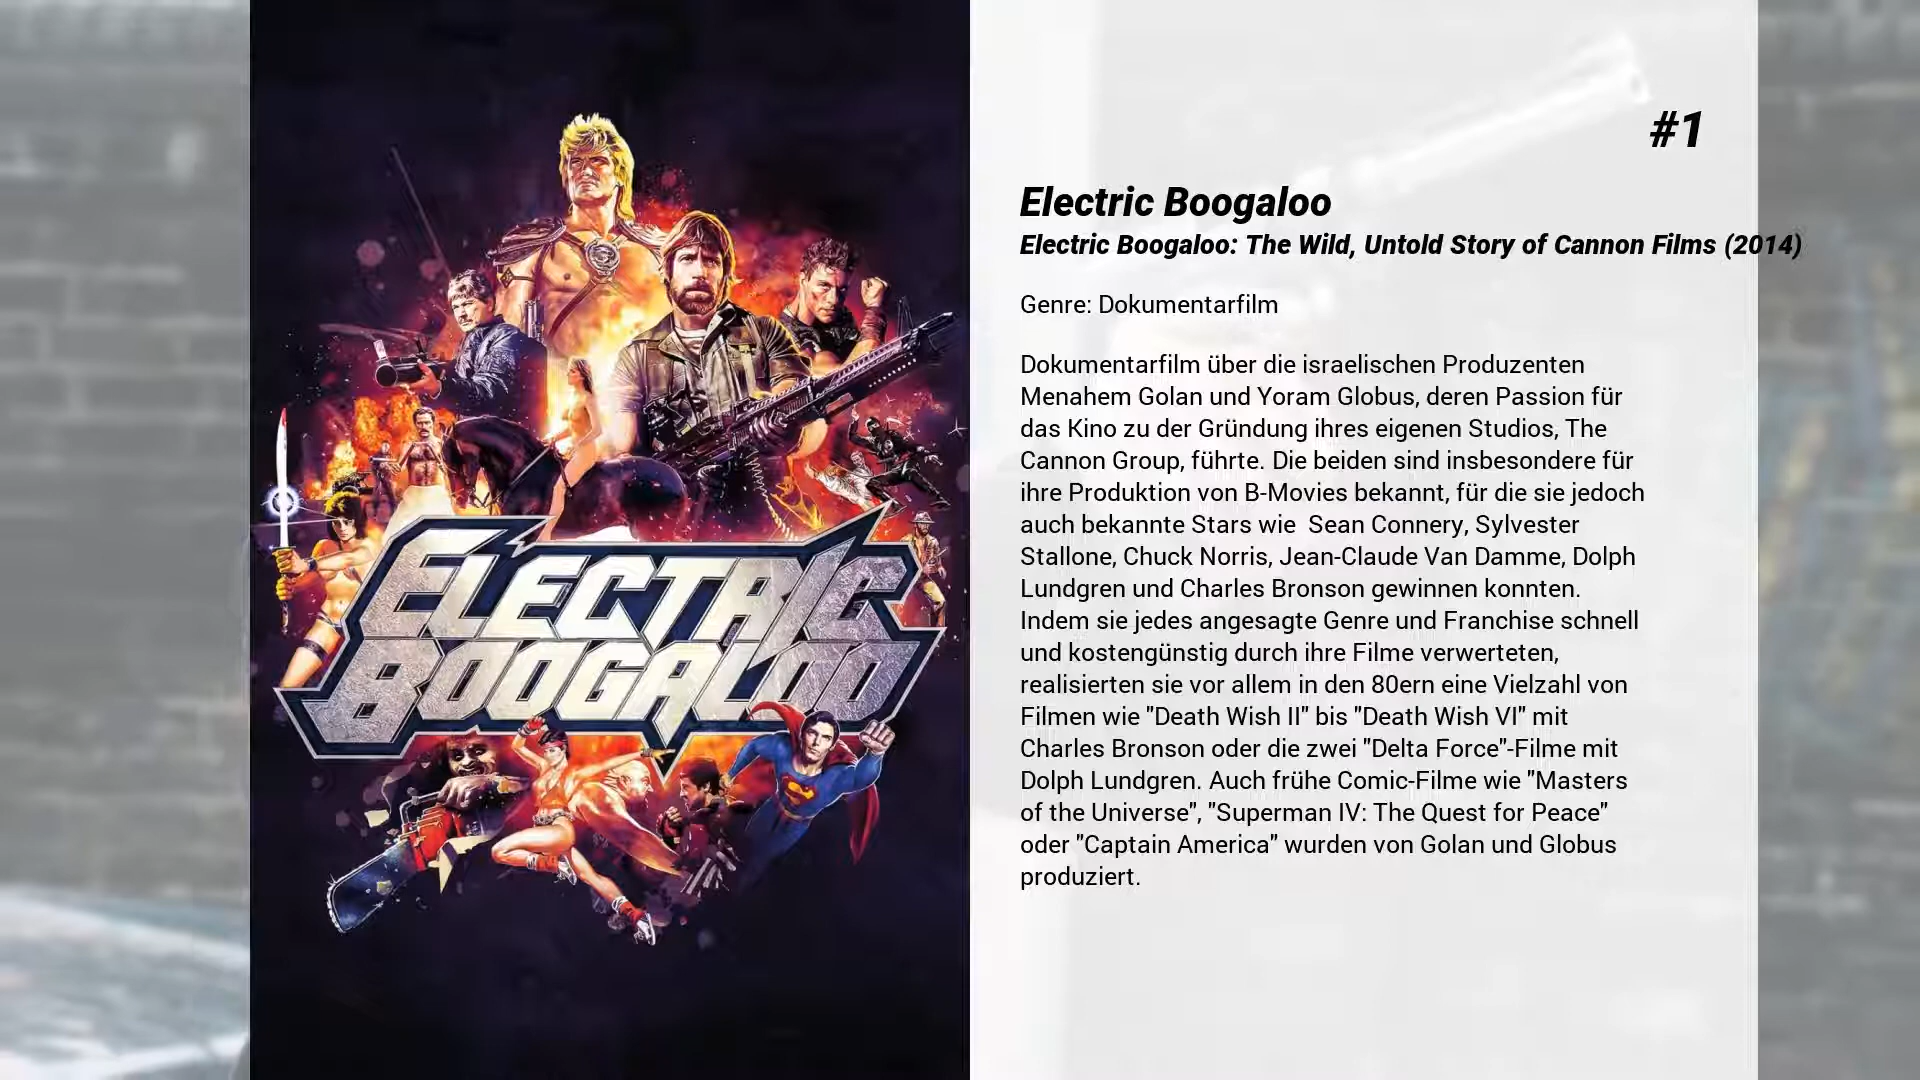 #1
Electric Boogaloo
Electric Boogaloo: The Wild, Untold Story of Cannon Films (2014)
Genre: Dokumentarfilm
Dokumentarfilm über die israelischen Produzenten
Menahem Golan und Yoram Globus, deren Passion für
das Kino zu der Gründung ihres eigenen Studios, The
Cannon Group, führte. Die beiden sind insbesondere für
ihre Produktion von B-Movies bekannt, für die sie jedoch
auch bekannte Stars wie  Sean Connery, Sylvester
Stallone, Chuck Norris, Jean-Claude Van Damme, Dolph
Lundgren und Charles Bronson gewinnen konnten.
Indem sie jedes angesagte Genre und Franchise schnell
und kostengünstig durch ihre Filme verwerteten,
realisierten sie vor allem in den 80ern eine Vielzahl von
Filmen wie "Death Wish II" bis "Death Wish VI" mit
Charles Bronson oder die zwei "Delta Force"-Filme mit
Dolph Lundgren. Auch frühe Comic-Filme wie "Masters
of the Universe", "Superman IV: The Quest for Peace"
oder "Captain America" wurden von Golan und Globus
produziert.
ELECTRIC
BOOGALOO